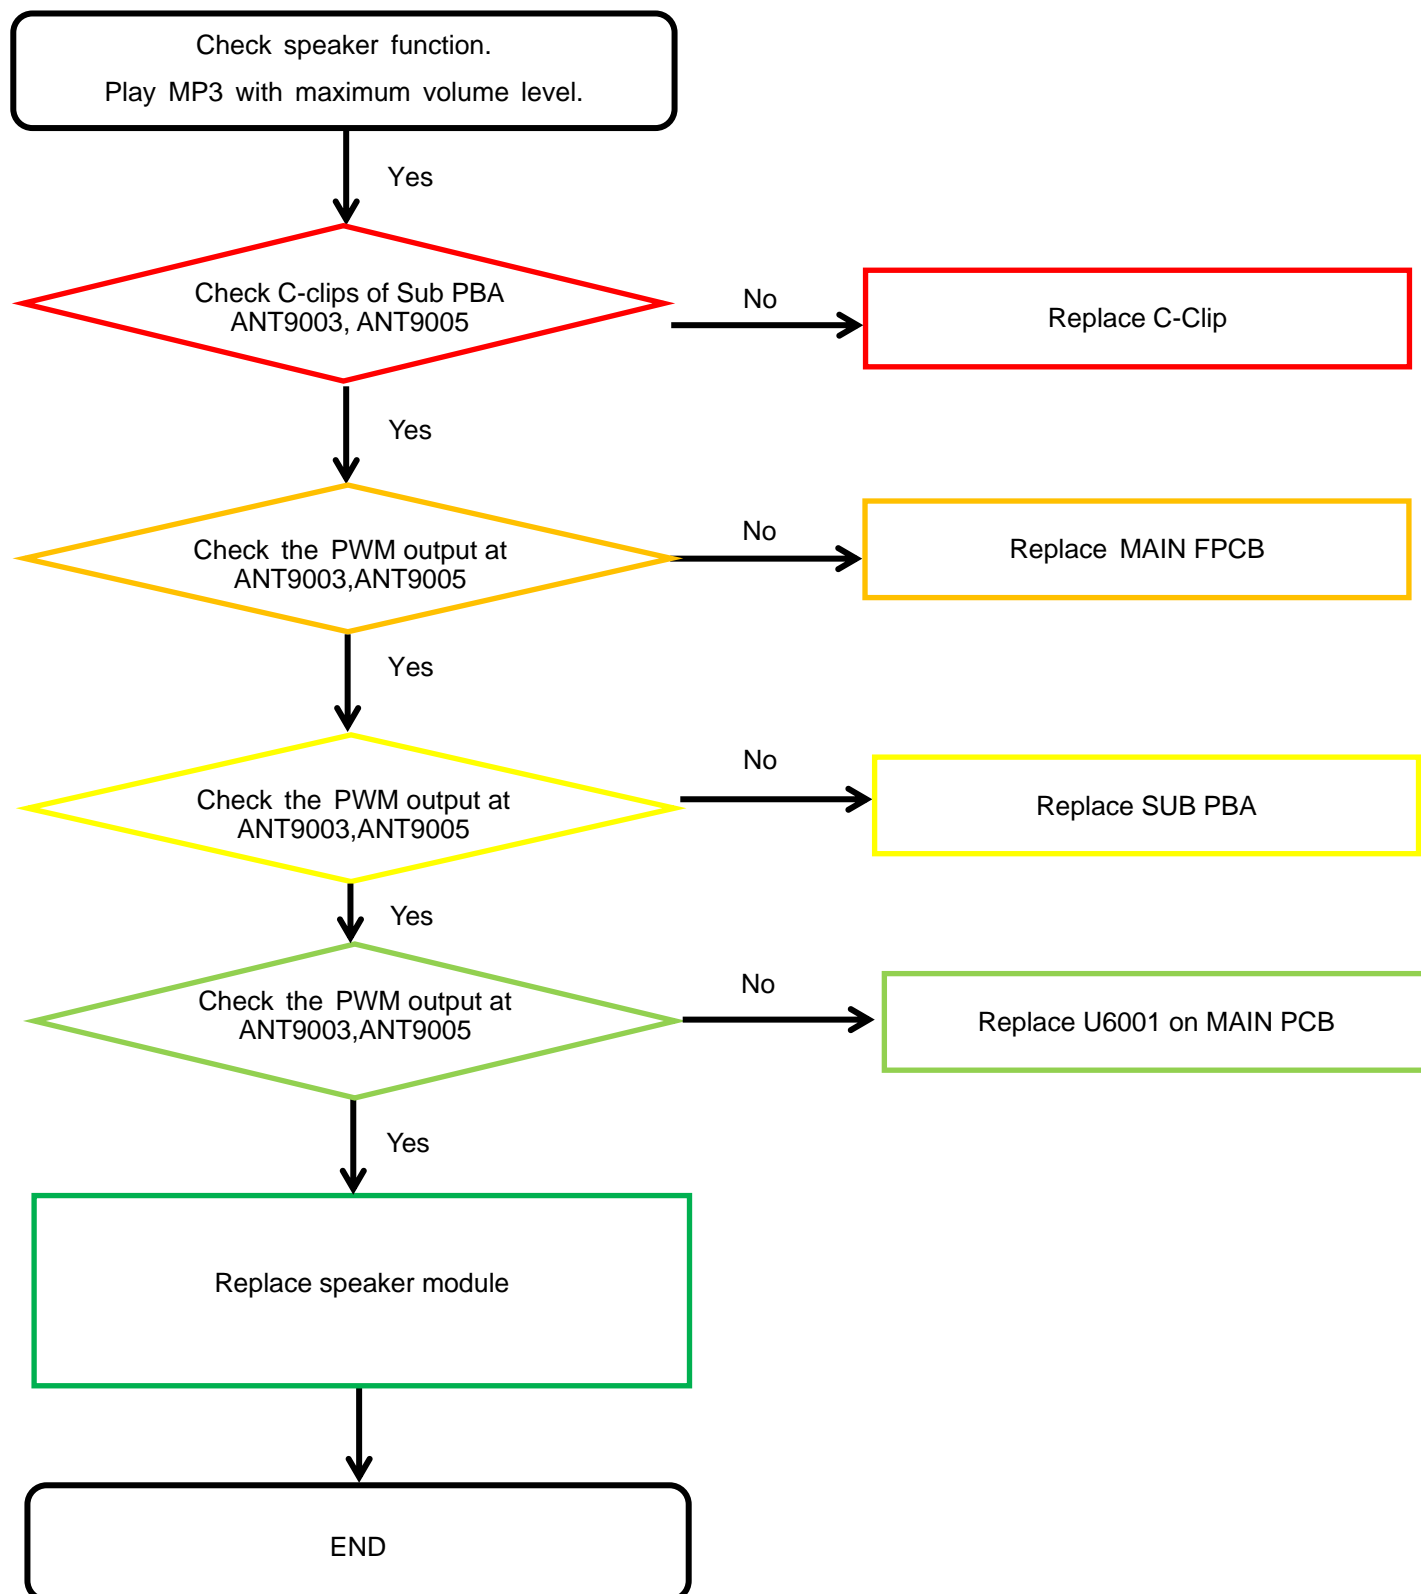 Check speaker function.
Play MP3 with maximum volume level.
Yes
Check C-clips of Sub PBA
ANT9003, ANT9005
No
Replace C-Clip
Yes
Check the PWM output at
ANT9003,ANT9005
No
Replace MAIN FPCB
Yes
Check the PWM output at
ANT9003,ANT9005
No
Replace SUB PBA
Yes
Check the PWM output at
ANT9003,ANT9005
No
Replace U6001 on MAIN PCB
Yes
Replace speaker module
END